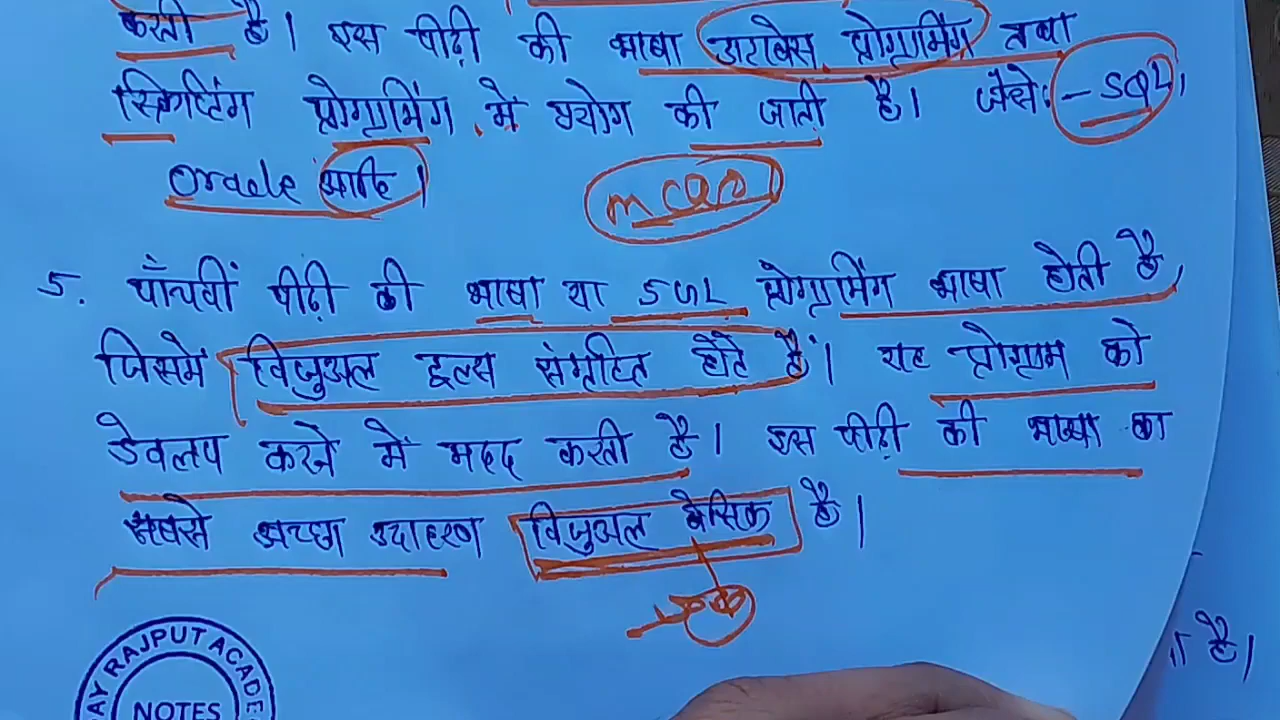 करती है। इस पीढ़ी की भाषा डाटाबेस प्रोग्रामिंग तथा
स्क्रिप्टिंग प्रोग्रामिंग में प्रयोग की जाती है। जैसे:- SQL,
Oracle आदि।
5. पाँचवीं पीढ़ी की भाषा या 5GL प्रोग्रामिंग भाषा होती है,
जिसमें विजुअल टूल्स संग्रहित होते हैं। यह प्रोग्राम को
डेवलप करने में मदद करती है। इस पीढ़ी की भाषा का
सबसे अच्छा उदाहरण विजुअल बेसिक है।
है।
AY RAJPUT ACADE
NOTES